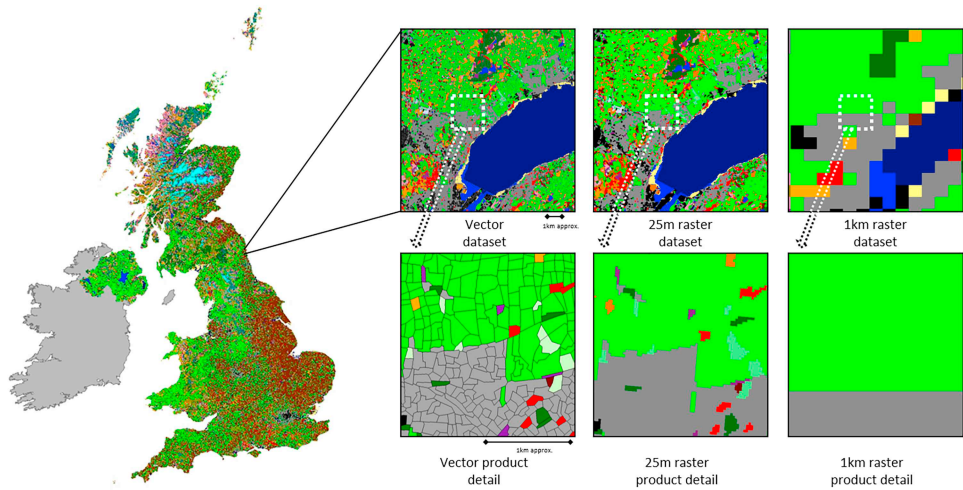 Vector
dataset
1km approx.
25m raster
dataset
1km raster
dataset
1km approx.
Vector product
detail
25m raster
product detail
1km raster
product detail